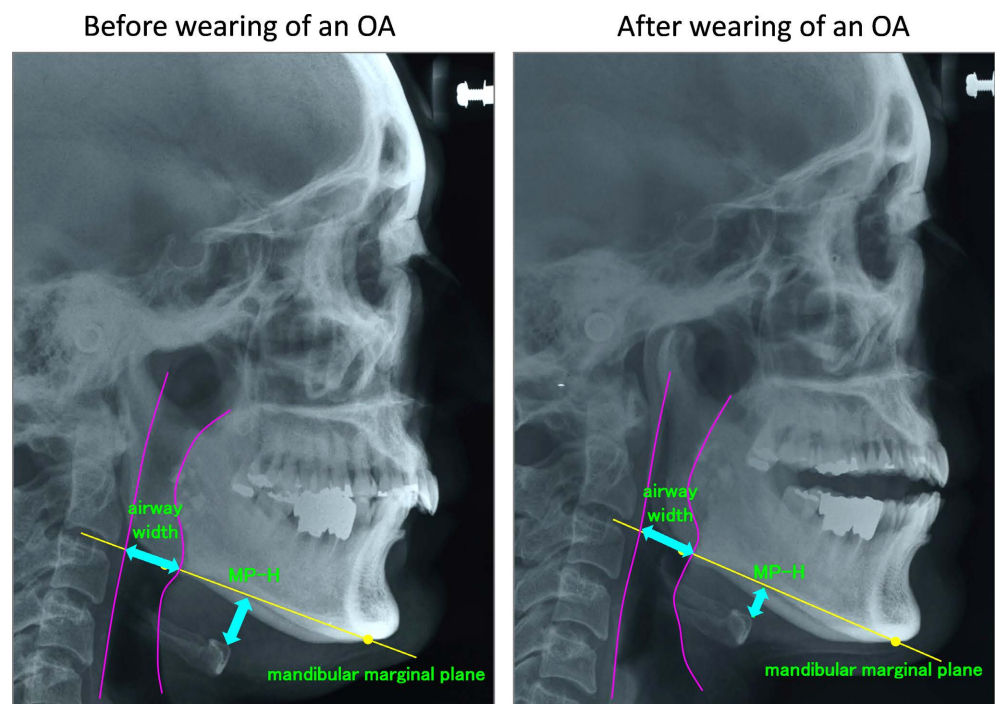 Before wearing of an OA
After wearing of an OA
airway
width
MP-H
mandibular marginal plane
airway
width
MP-H
mandibular marginal plane